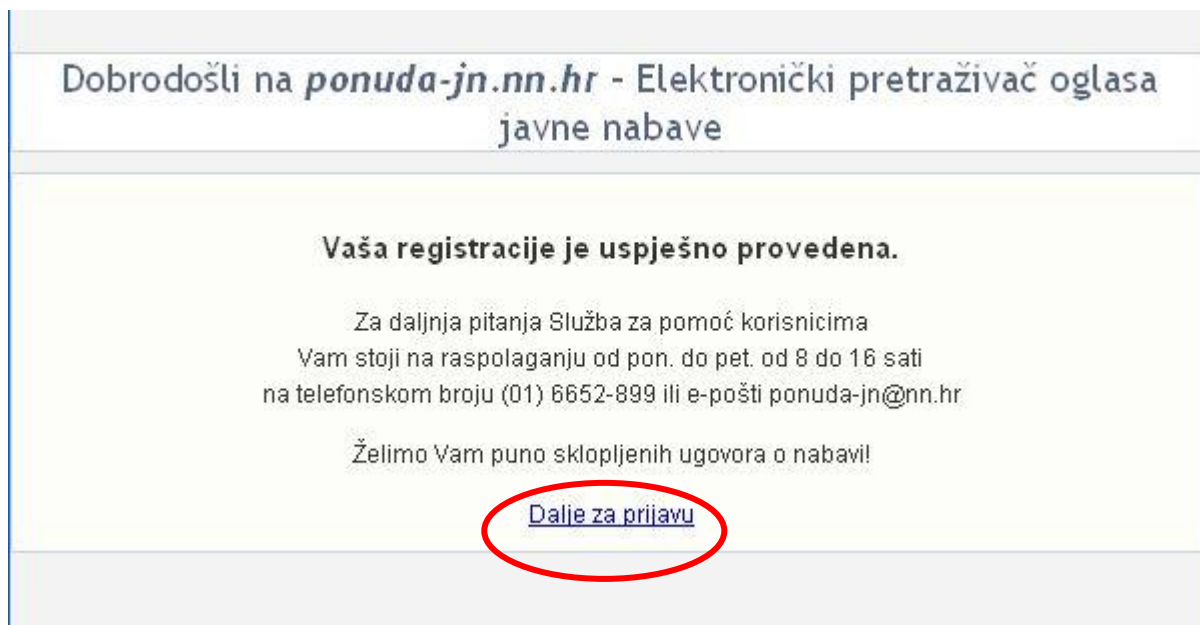 Dobrodošli na ponuda-jn.nn.hr - Elektronički pretraživač oglasa
javne nabave
Vaša registracije je uspješno provedena.
Za daljnja pitanja Služba za pomoć korisnicima
Vam stoji na raspolaganju od pon. do pet. od 8 do 16 sati
na telefonskom broju (01) 6652-899 ili e-pošti ponuda-jn@nn.hr
Želimo Vam puno sklopljenih ugovora o nabavi!
Dalje za prijavu